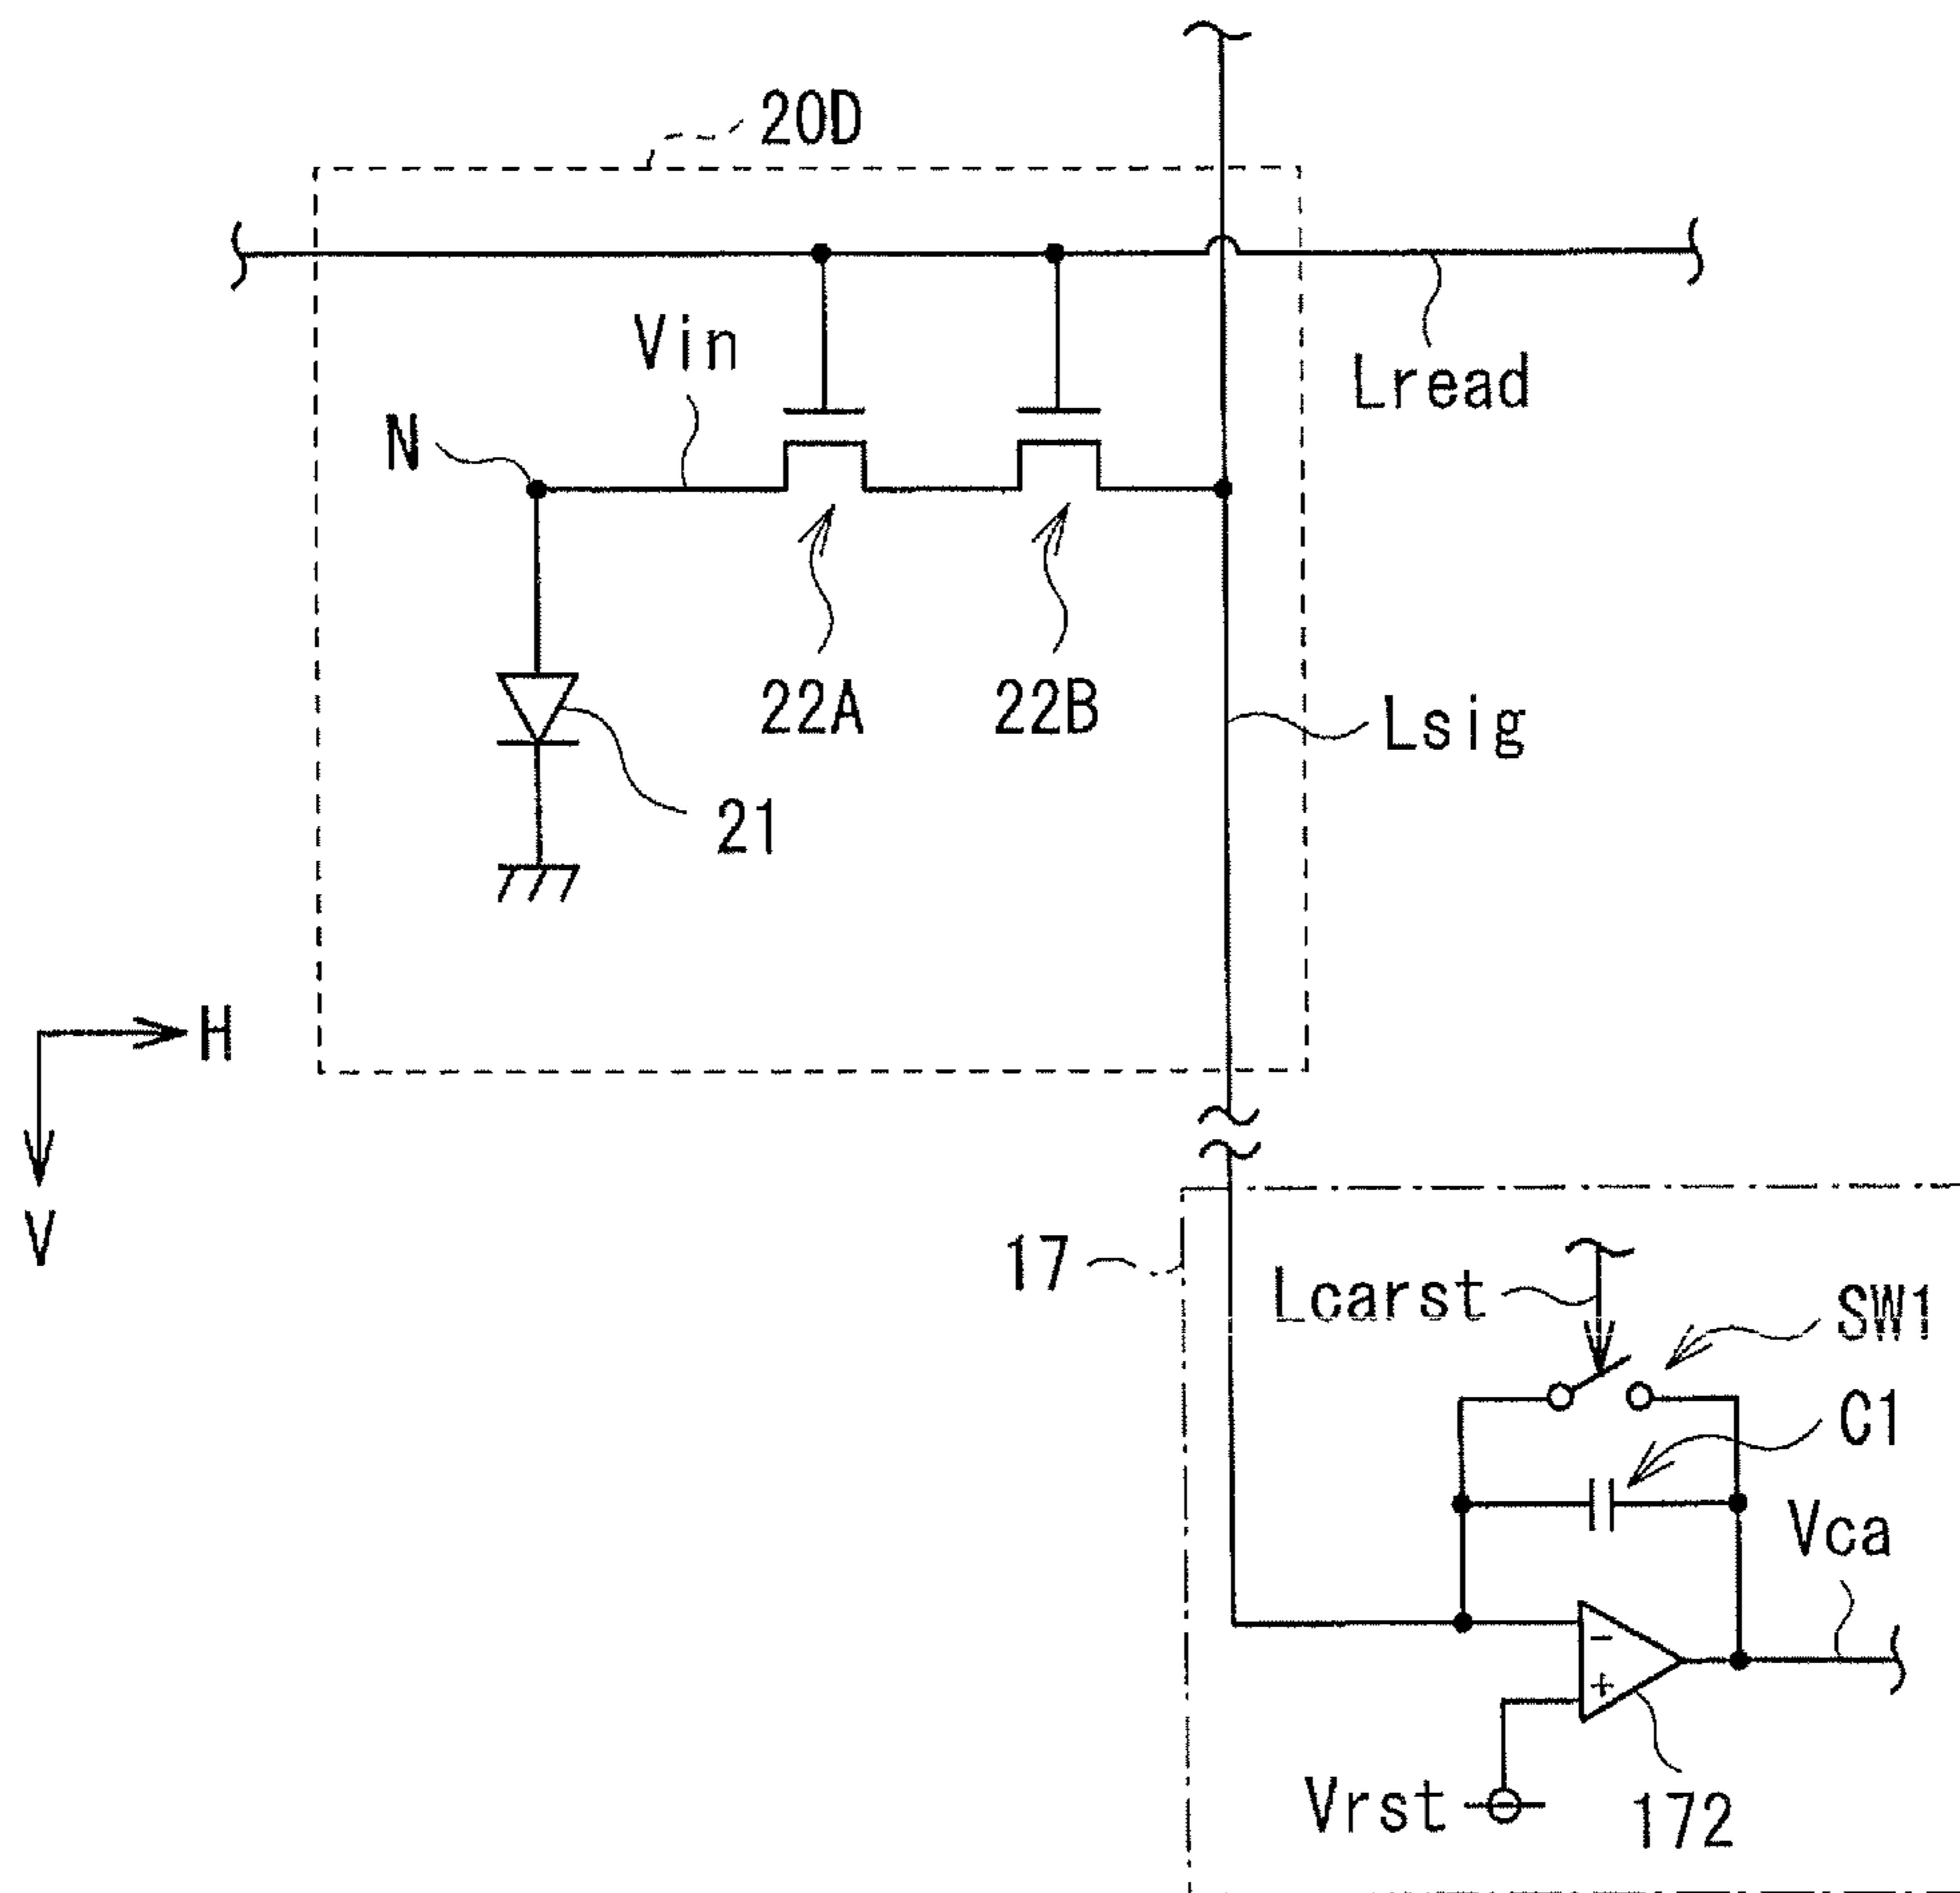 20D
Vin
Lread
N
22A
22B
Lsig
21
H
V
17
Lcarst
SW1
C1
Vca
−
+
Vrst
172